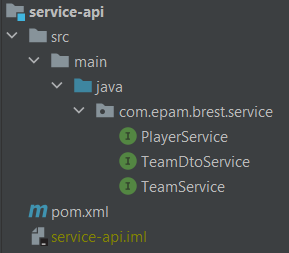 service-api
src
main
java
com.epam.brest.service
I PlayerService
I TeamDtoService
I TeamService
pom.xml
service-api.iml